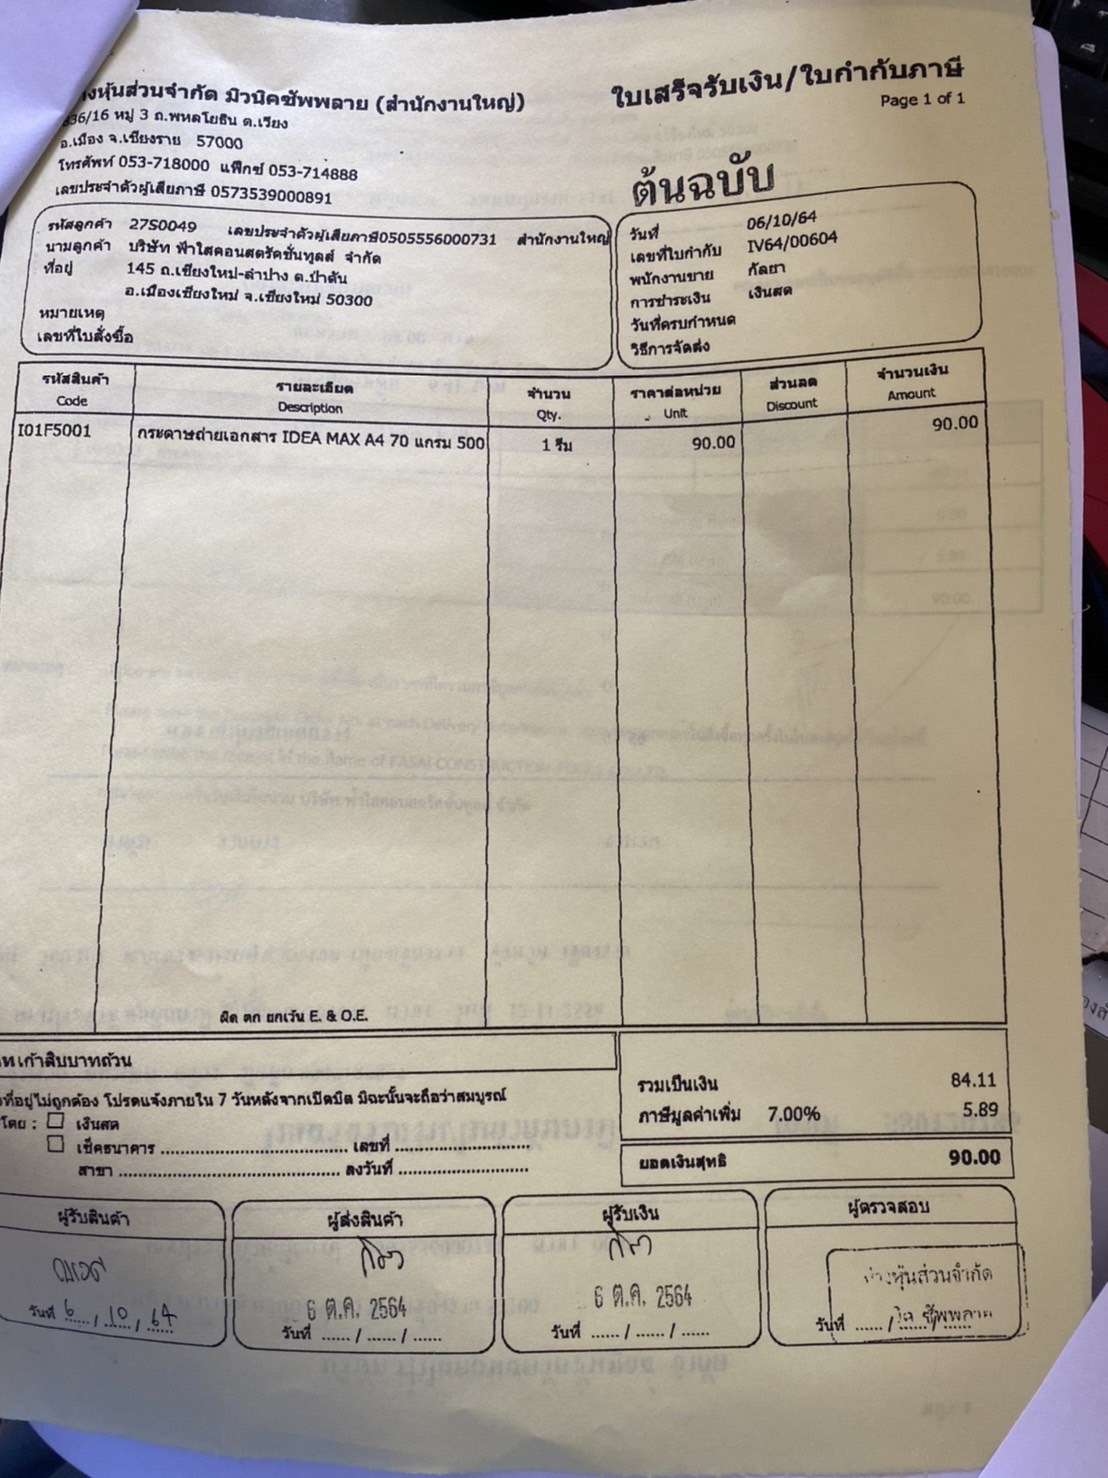 ใบเสร็จรับเงิน/ใบกำกับภาษี
Page 1 of 1
ต้นฉบับ
งหุ้นส่วนจำกัด มิวนิคซัพพลาย (สำนักงานใหญ่)
836/16 หมู่ 3 ถ.พหลโยธิน ต.เวียง
อ.เมือง จ.เชียงราย 57000
โทรศัพท์ 053-718000 แฟ็กซ์ 053-714888
เลขประจำตัวผู้เสียภาษี 0573539000891
รหัสลูกค้า 27S0049 เลขประจำตัวผู้เสียภาษี0505556000731 สำนักงานใหญ่
นามลูกค้า บริษัท ฟ้าใสคอนสตรัคชั่นทูลส์ จำกัด
ที่อยู่ 145 ถ.เชียงใหม่-ลำปาง ต.ป่าตัน
อ.เมืองเชียงใหม่ จ.เชียงใหม่ 50300
หมายเหตุ
เลขที่ใบสั่งซื้อ
วันที่ 06/10/64
เลขที่ใบกำกับ IV64/00604
พนักงานขาย กัลยา
การชำระเงิน เงินสด
วันที่ครบกำหนด
วิธีการจัดส่ง
รหัสสินค้า รายละเอียด จำนวน ราคาต่อหน่วย ส่วนลด จำนวนเงิน
Code Description Qty. Unit Discount Amount
I01F5001 กระดาษถ่ายเอกสาร IDEA MAX A4 70 แกรม 500 1 รีม 90.00 90.00
ผิด ตก ยกเว้น E. & O.E.
เก้าสิบบาทถ้วน
ที่อยู่ไม่ถูกต้อง โปรดแจ้งภายใน 7 วันหลังจากเปิดบิล มิฉะนั้นจะถือว่าสมบูรณ์
โดย : เงินสด
เช็คธนาคาร .................................... เลขที่ ..........................
สาขา .................................... ลงวันที่ ..........................
รวมเป็นเงิน 84.11
ภาษีมูลค่าเพิ่ม 7.00% 5.89
ยอดเงินสุทธิ 90.00
ผู้รับสินค้า
วันที่ 6 / 10 / 64
ผู้ส่งสินค้า
6 ต.ค. 2564
วันที่ ...... / ...... / ......
ผู้รับเงิน
6 ต.ค. 2564
วันที่ ...... / ...... / ......
ผู้ตรวจสอบ
หุ้นส่วนจำกัด
ซัพพลาย
วันที่ ...... / ...... / ......